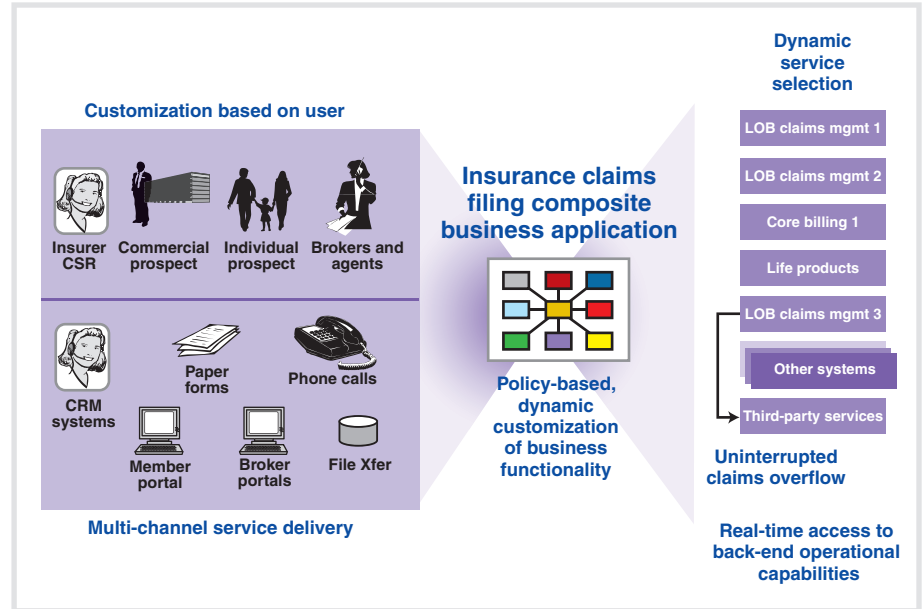 Customization based on user
Insurer
CSR
Commercial
prospect
Individual
prospect
Brokers and
agents
CRM
systems
Paper
forms
Phone calls
Member
portal
Broker
portals
File Xfer
Multi-channel service delivery
Insurance claims
filing composite
business application
Policy-based,
dynamic
customization
of business
functionality
Dynamic
service
selection
LOB claims mgmt 1
LOB claims mgmt 2
Core billing 1
Life products
LOB claims mgmt 3
Other systems
Third-party services
Uninterrupted
claims overflow
Real-time access to
back-end operational
capabilities